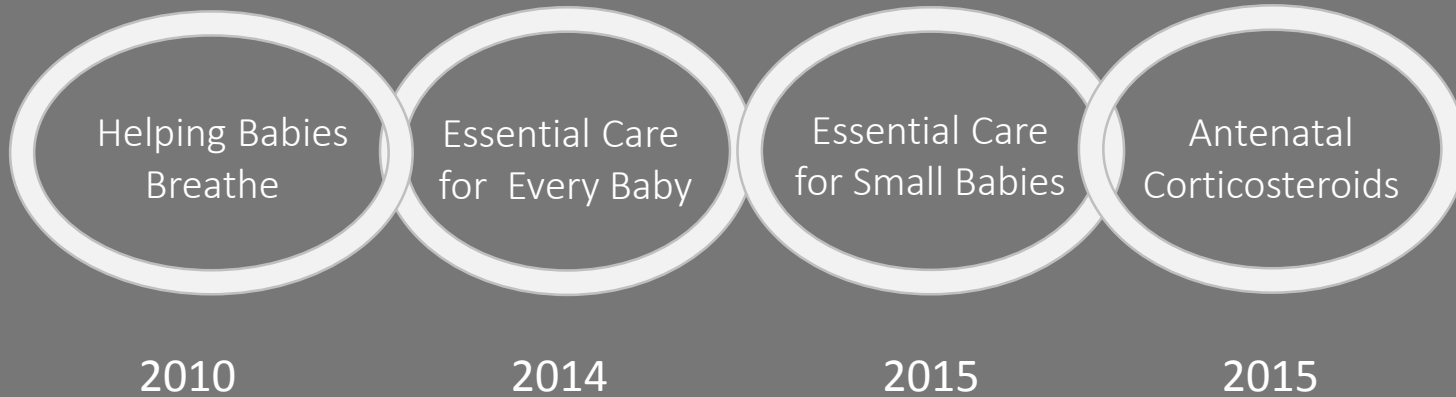 Helping Babies
Breathe
Essential Care
for Every Baby
Essential Care
for Small Babies
Antenatal
Corticosteroids
2010
2014
2015
2015